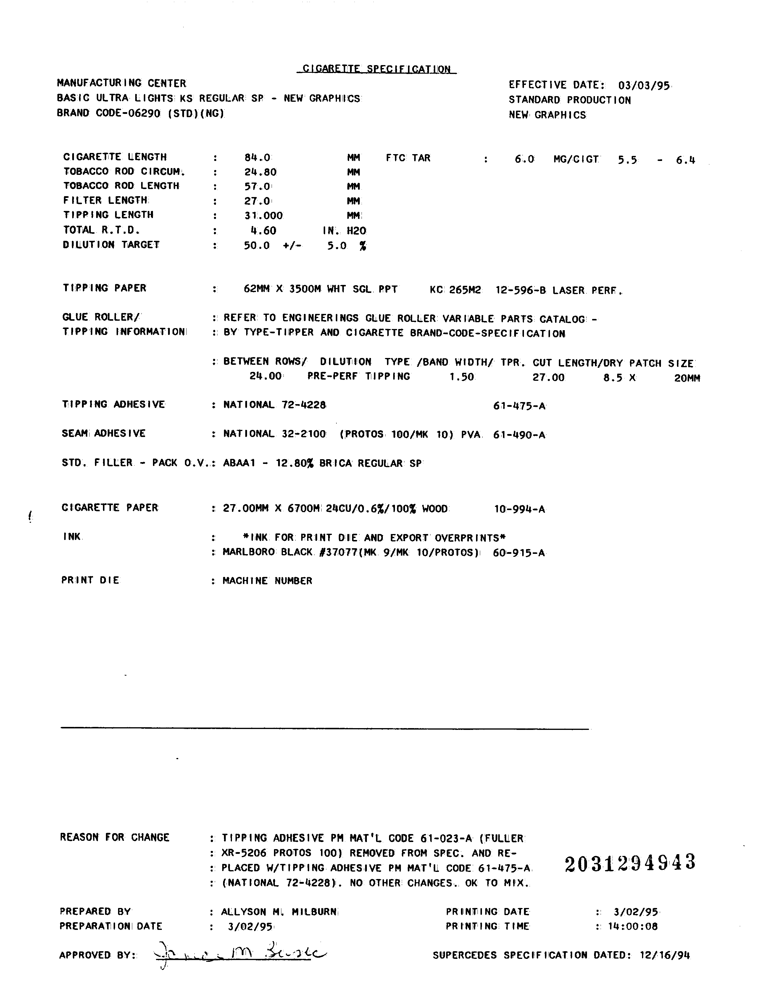 CIGARETTE SPECIFICATION
MANUFACTURING CENTER EFFECTIVE DATE: 03/03/95
BASIC ULTRA LIGHTS KS REGULAR SP - NEW GRAPHICS STANDARD PRODUCTION
BRAND CODE-06290 (STD)(NG) NEW GRAPHICS
CIGARETTE LENGTH : 84.0 MM FTC TAR : 6.0 MG/CIGT 5.5 - 6.4
TOBACCO ROD CIRCUM. : 24.80 MM
TOBACCO ROD LENGTH : 57.0 MM
FILTER LENGTH : 27.0 MM
TIPPING LENGTH : 31.000 MM
TOTAL R.T.D. : 4.60 IN. H2O
DILUTION TARGET : 50.0 +/- 5.0 %
TIPPING PAPER : 62MM X 3500M WHT SGL PPT KC 265M2 12-596-B LASER PERF.
GLUE ROLLER/ : REFER TO ENGINEERINGS GLUE ROLLER VARIABLE PARTS CATALOG -
TIPPING INFORMATION : BY TYPE-TIPPER AND CIGARETTE BRAND-CODE-SPECIFICATION
: BETWEEN ROWS/ DILUTION TYPE /BAND WIDTH/ TPR. CUT LENGTH/DRY PATCH SIZE
24.00 PRE-PERF TIPPING 1.50 27.00 8.5 X 20MM
TIPPING ADHESIVE : NATIONAL 72-4228 61-475-A
SEAM ADHESIVE : NATIONAL 32-2100 (PROTOS 100/MK 10) PVA 61-490-A
STD. FILLER - PACK O.V.: ABAA1 - 12.80% BRICA REGULAR SP
CIGARETTE PAPER : 27.00MM X 6700M 24CU/0.6%/100% WOOD 10-994-A
INK : *INK FOR PRINT DIE AND EXPORT OVERPRINTS*
: MARLBORO BLACK #37077(MK 9/MK 10/PROTOS) 60-915-A
PRINT DIE : MACHINE NUMBER
REASON FOR CHANGE : TIPPING ADHESIVE PM MAT'L CODE 61-023-A (FULLER
: XR-5206 PROTOS 100) REMOVED FROM SPEC. AND RE-
: PLACED W/TIPPING ADHESIVE PM MAT'L CODE 61-475-A
: (NATIONAL 72-4228). NO OTHER CHANGES. OK TO MIX.
2031294943
PREPARED BY : ALLYSON M. MILBURN PRINTING DATE : 3/02/95
PREPARATION DATE : 3/02/95 PRINTING TIME : 14:00:08
APPROVED BY: SUPERCEDES SPECIFICATION DATED: 12/16/94